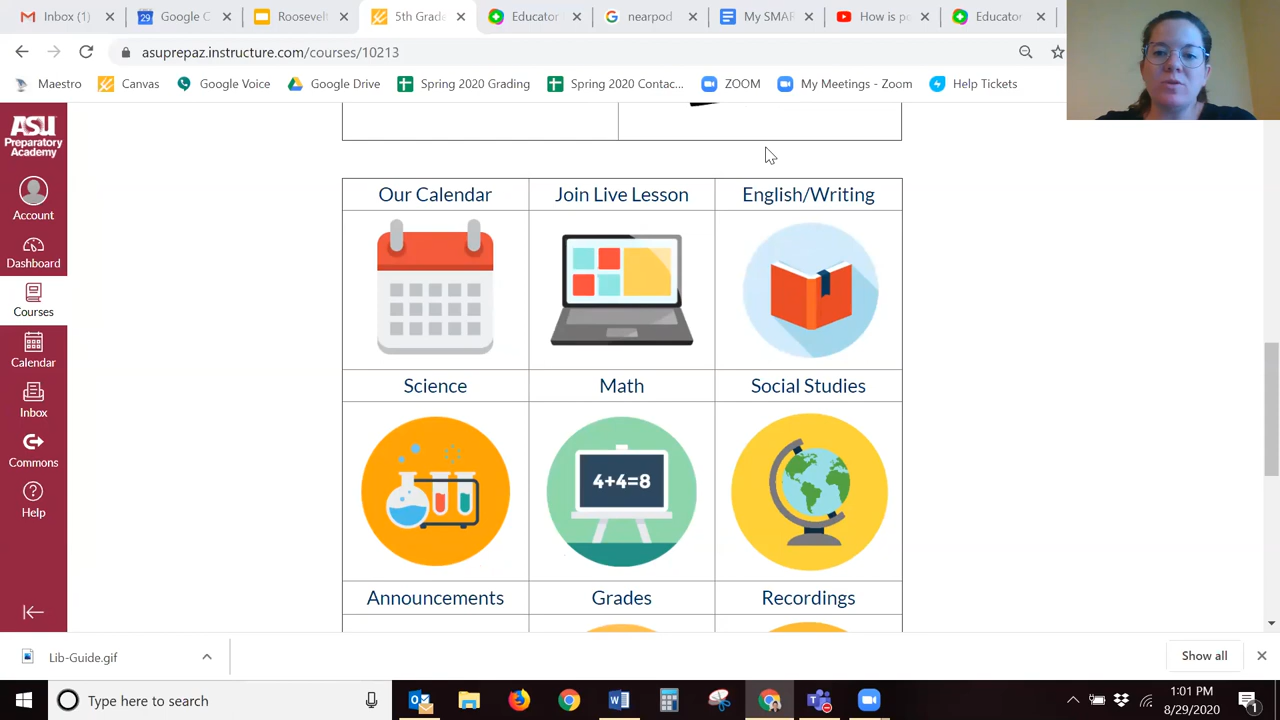 Inbox (1)
Google C
Roosevelt
5th Grade
Educator
nearpod
My SMAR
How is po
Educator
asuprepaz.instructure.com/courses/10213
Maestro
Canvas
Google Voice
Google Drive
Spring 2020 Grading
Spring 2020 Contac...
ZOOM
My Meetings - Zoom
Help Tickets
ASU
Preparatory
Academy
Account
Dashboard
Courses
Calendar
Inbox
Commons
Help
Our Calendar
Join Live Lesson
English/Writing
Science
Math
Social Studies
4+4=8
Announcements
Grades
Recordings
Lib-Guide.gif
Show all
Type here to search
1:01 PM
8/29/2020